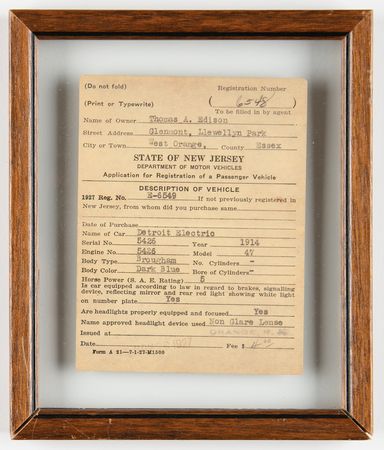 (Do not fold)
Registration Number
(Print or Typewrite)
( 6548 )
To be filled in by agent
Name of Owner Thomas A. Edison
Street Address Glenmont, Llewellyn Park
City or Town West Orange, County Essex
STATE OF NEW JERSEY
DEPARTMENT OF MOTOR VEHICLES
Application for Registration of a Passenger Vehicle
DESCRIPTION OF VEHICLE
1927 Reg. No. E-6549 If not previously registered in
New Jersey, from whom did you purchase same
Date of Purchase
Name of Car Detroit Electric
Serial No. 5426 Year 1914
Engine No. 5426 Model 47
Body Type Brougham No. Cylinders -
Body Color Dark Blue Bore of Cylinders -
Horse Power (S. A. E. Rating) 5
Is car equipped according to law in regard to brakes, signalling
device, reflecting mirror and rear red light showing white light
on number plate Yes
Are headlights properly equipped and focused Yes
Name approved headlight device used Non Glare Lense
Issued at ORANGE, N. J.
Date 1927 Fee $
Form A 21—7-1-27-M1500